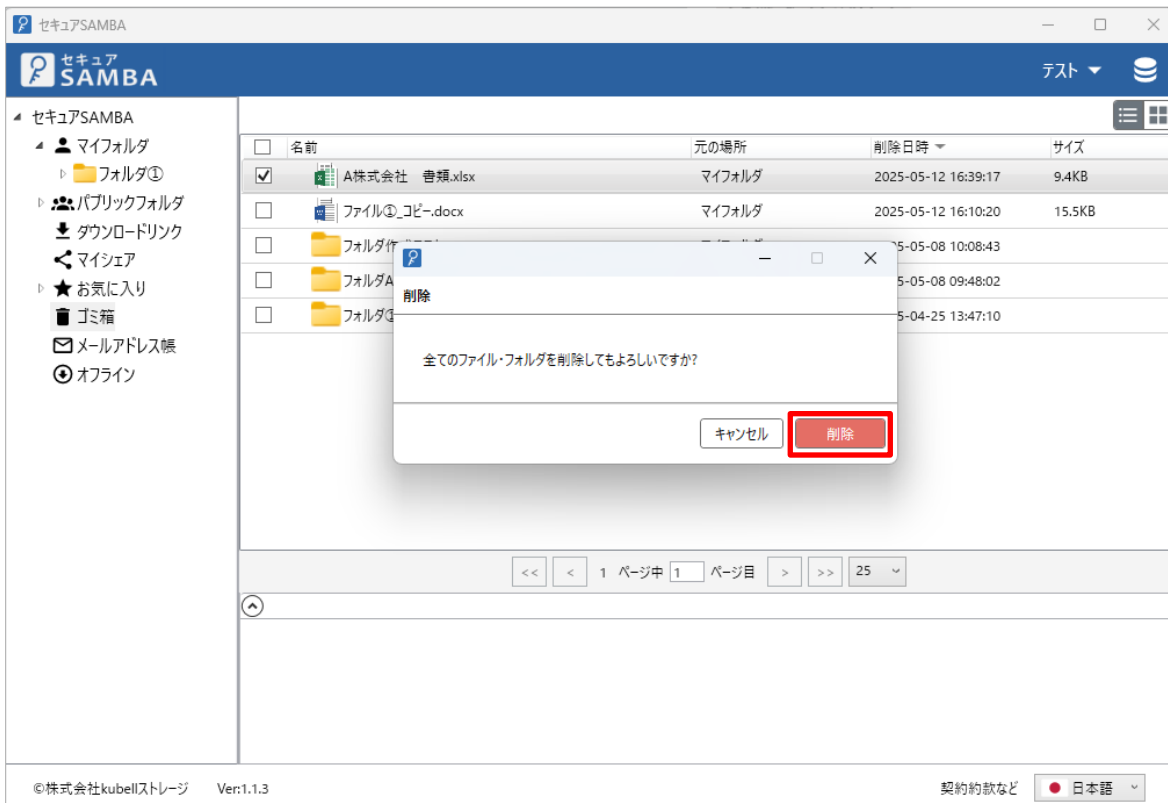 セキュアSAMBA
セキュア
SAMBA
テスト
セキュアSAMBA
マイフォルダ
フォルダ①
パブリックフォルダ
ダウンロードリンク
マイシェア
お気に入り
ゴミ箱
メールアドレス帳
オフライン
名前 元の場所 削除日時 サイズ
A株式会社 書類.xlsx マイフォルダ 2025-05-12 16:39:17 9.4KB
ファイル①_コピー.docx マイフォルダ 2025-05-12 16:10:20 15.5KB
フォルダ作 5-05-08 10:08:43
フォルダA 5-05-08 09:48:02
フォルダ① 5-04-25 13:47:10
削除
全てのファイル・フォルダを削除してもよろしいですか?
キャンセル 削除
<< < 1 ページ中 1 ページ目 > >> 25
©株式会社kubellストレージ Ver:1.1.3 契約約款など 日本語